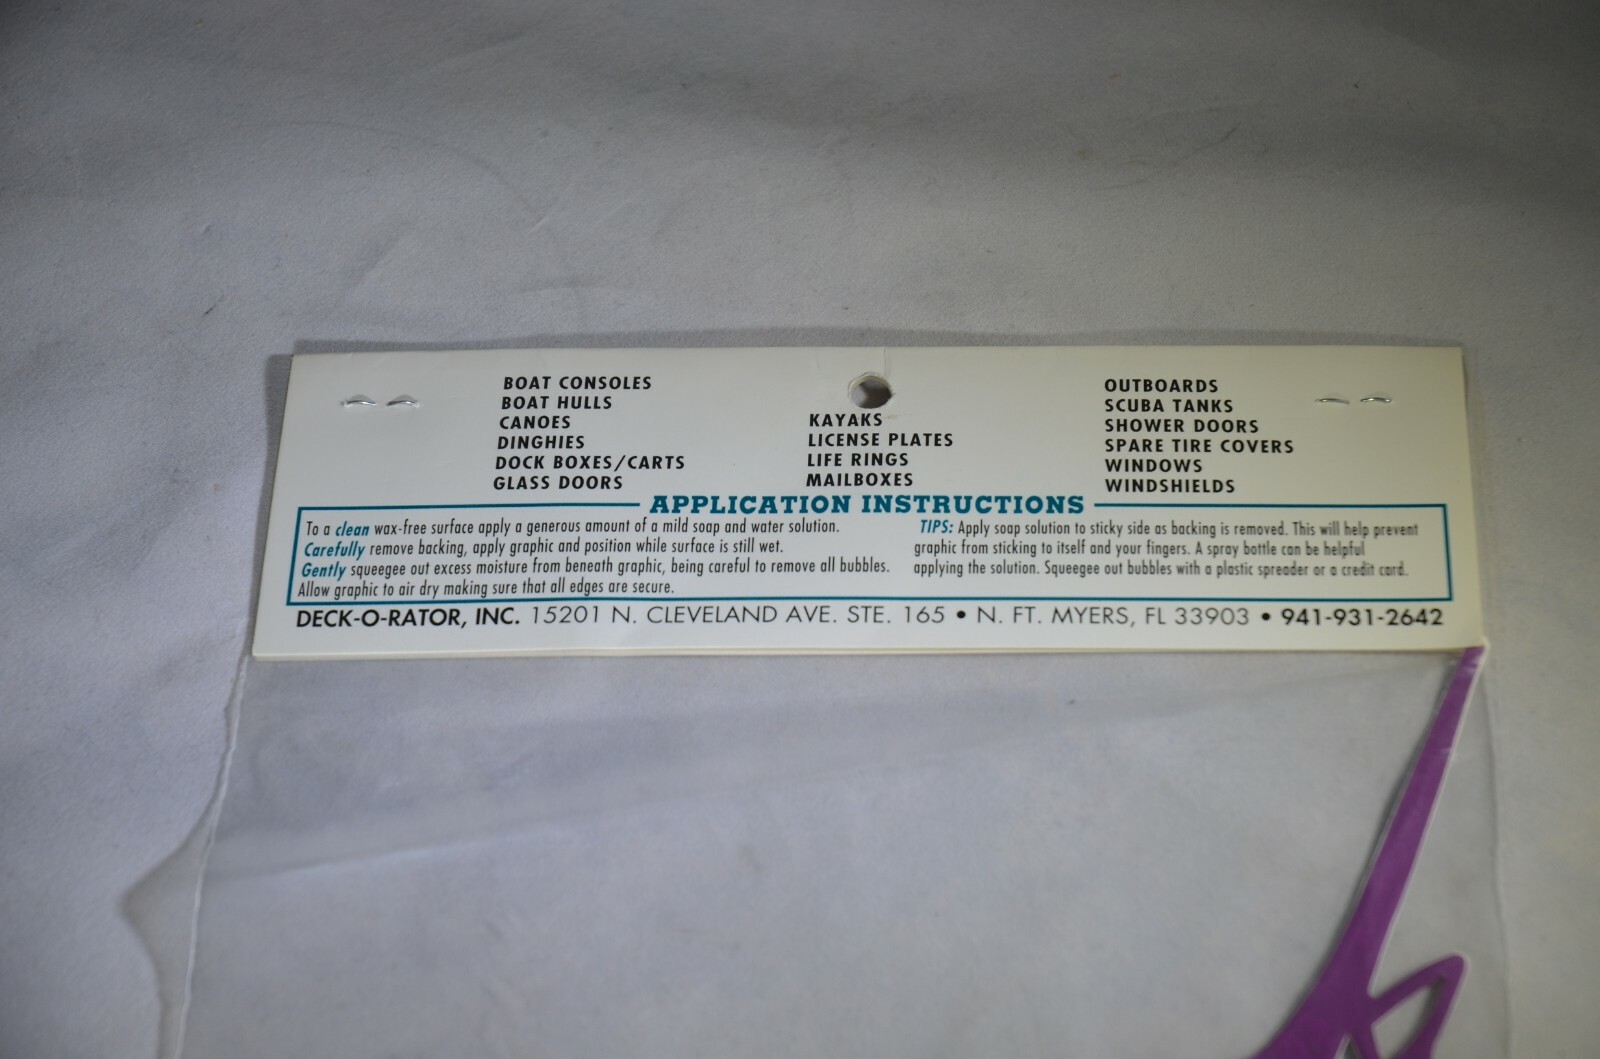 BOAT CONSOLES
BOAT HULLS
CANOES
DINGHIES
DOCK BOXES/CARTS
GLASS DOORS
KAYAKS
LICENSE PLATES
LIFE RINGS
MAILBOXES
OUTBOARDS
SCUBA TANKS
SHOWER DOORS
SPARE TIRE COVERS
WINDOWS
WINDSHIELDS
APPLICATION INSTRUCTIONS
To a clean wax-free surface apply a generous amount of a mild soap and water solution.
Carefully remove backing, apply graphic and position while surface is still wet.
Gently squeegee out excess moisture from beneath graphic, being careful to remove all bubbles.
Allow graphic to air dry making sure that all edges are secure.
TIPS: Apply soap solution to sticky side as backing is removed. This will help prevent
graphic from sticking to itself and your fingers. A spray bottle can be helpful
applying the solution. Squeegee out bubbles with a plastic spreader or a credit card.
DECK-O-RATOR, INC. 15201 N. CLEVELAND AVE. STE. 165 • N. FT. MYERS, FL 33903 • 941-931-2642